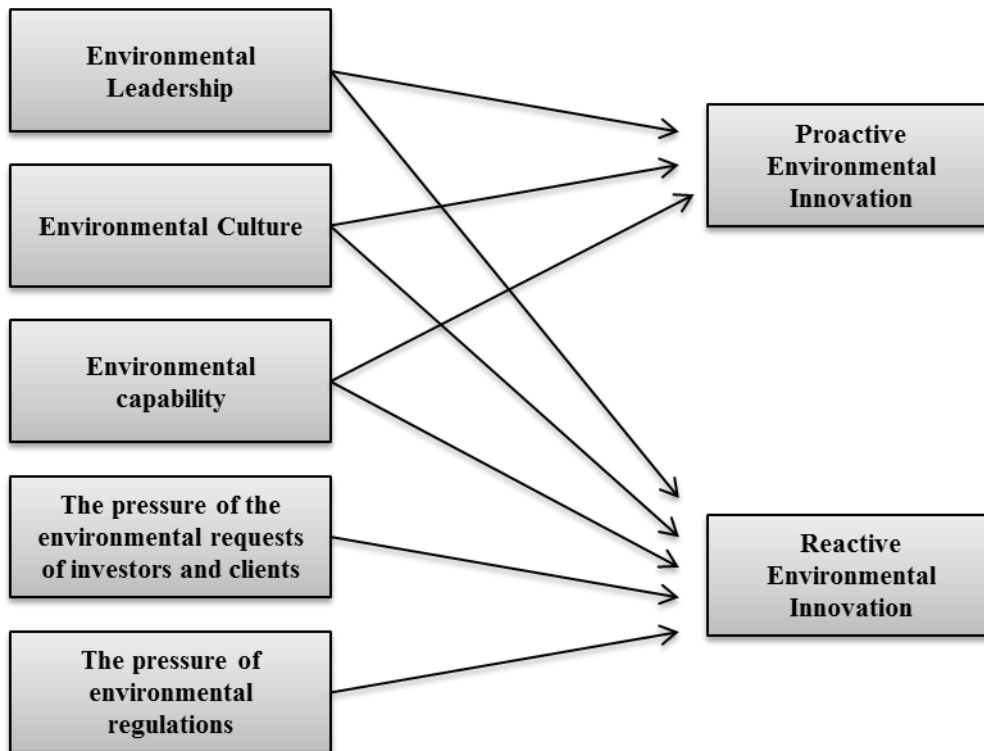 Environmental
Leadership
Environmental Culture
Environmental
capability
The pressure of the
environmental requests
of investors and clients
The pressure of
environmental
regulations
Proactive
Environmental
Innovation
Reactive
Environmental
Innovation